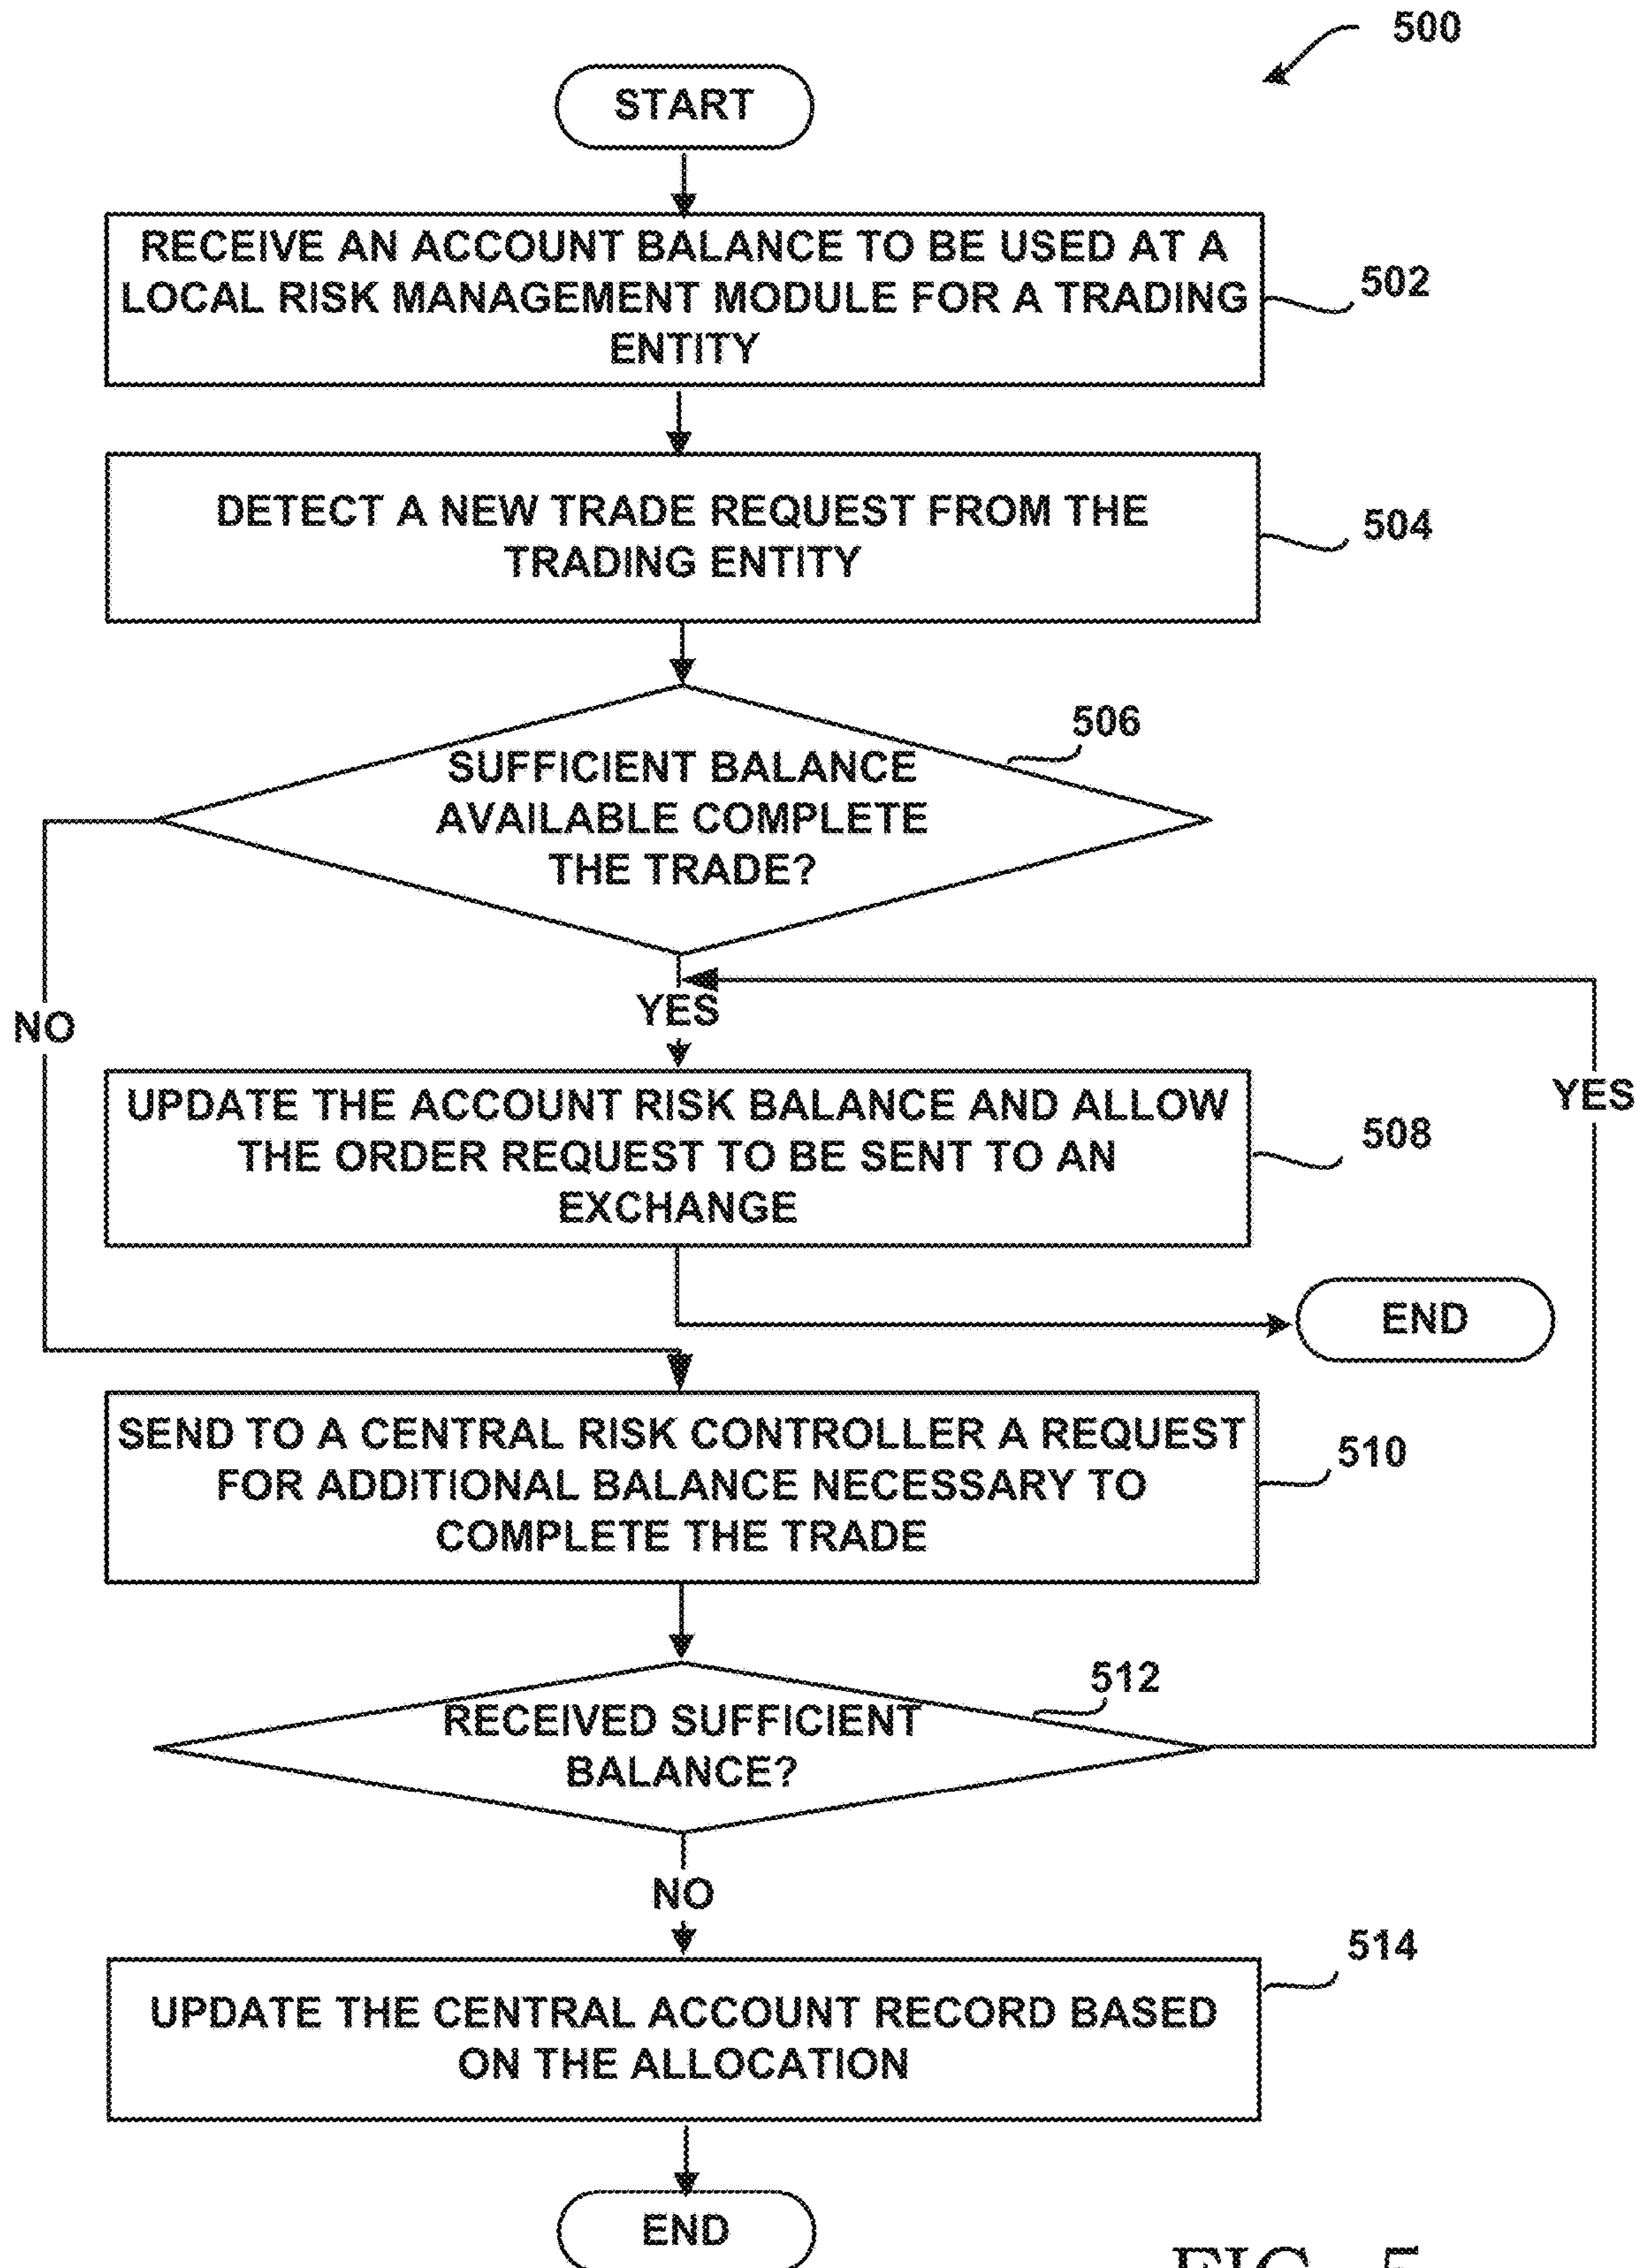 500
START
RECEIVE AN ACCOUNT BALANCE TO BE USED AT A
LOCAL RISK MANAGEMENT MODULE FOR A TRADING
ENTITY
502
DETECT A NEW TRADE REQUEST FROM THE
TRADING ENTITY
504
506
SUFFICIENT BALANCE
AVAILABLE COMPLETE
THE TRADE?
NO
YES
YES
UPDATE THE ACCOUNT RISK BALANCE AND ALLOW
THE ORDER REQUEST TO BE SENT TO AN
EXCHANGE
508
END
SEND TO A CENTRAL RISK CONTROLLER A REQUEST
FOR ADDITIONAL BALANCE NECESSARY TO
COMPLETE THE TRADE
510
512
RECEIVED SUFFICIENT
BALANCE?
NO
514
UPDATE THE CENTRAL ACCOUNT RECORD BASED
ON THE ALLOCATION
END
FIG. 5